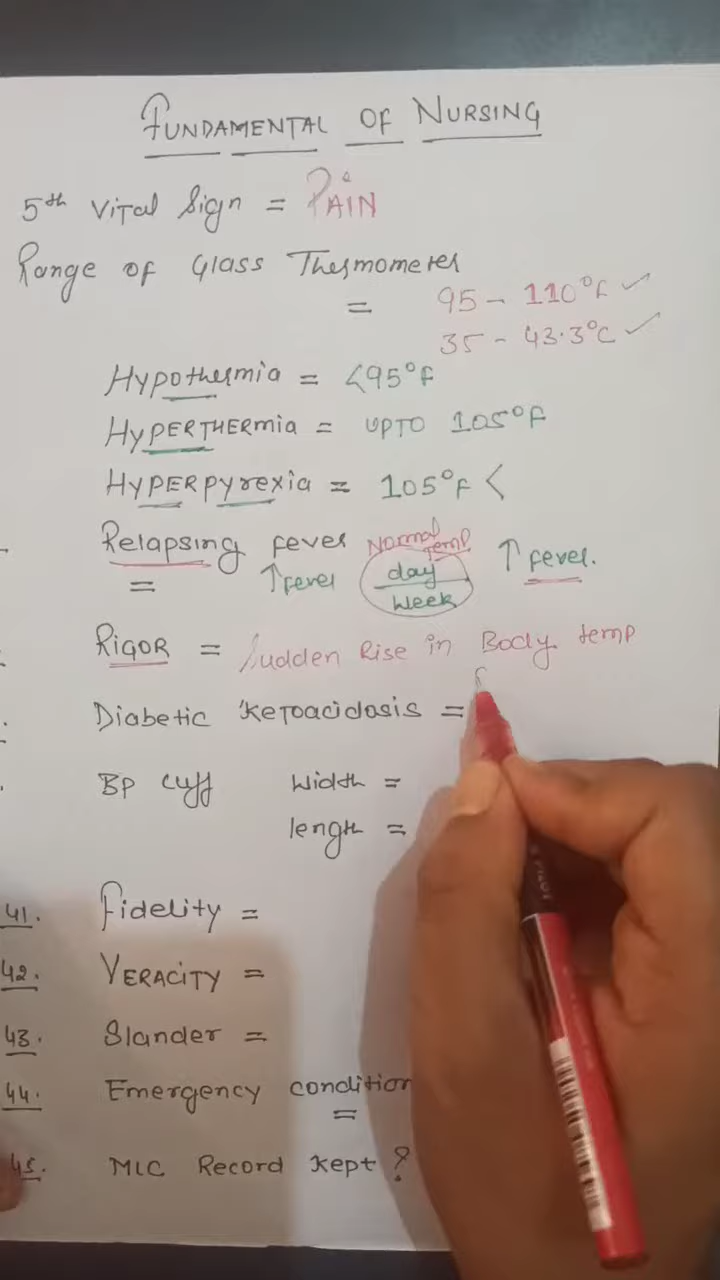 FUNDAMENTAL OF NURSING
5th Vital Sign = PAIN
Range of Glass Thermometer
= 95 - 110°F ✓
35 - 43.3°C ✓
Hypothermia = <95°F
HyPERTHERmia = UPTO 105°F
HyPERpyrexia = 105°F <
Relapsing fever = ↑fever Normal Temp day week ↑ fever.
RIGOR = Sudden Rise in Body temp
Diabetic ketoacidosis =
BP cuff width =
length =
41. Fidelity =
42. VERACITY =
43. Slander =
44. Emergency condition
=
45. MLC Record kept ?